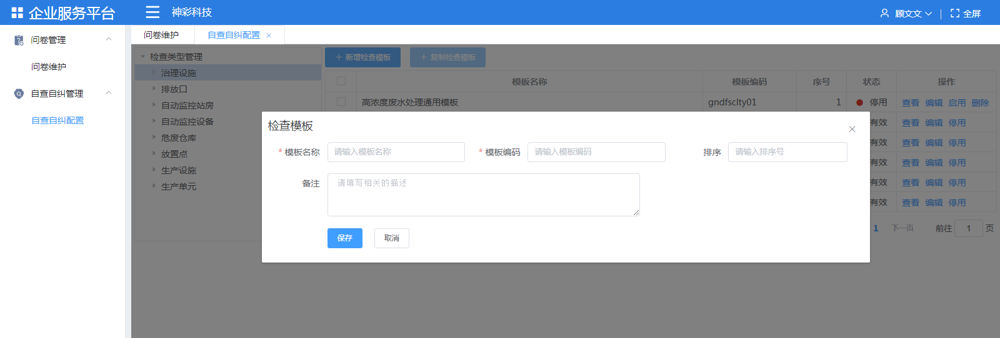 企业服务平台
神彩科技
顾文文
全屏
问卷管理
问卷维护
自查自纠管理
自查自纠配置
问卷维护
自查自纠配置
检查类型管理
治理设施
排放口
自动监控站房
自动监控设备
危废仓库
放置点
生产设施
生产单元
新增检查模板
复制检查模板
模板名称 模板编码 序号 状态 操作
高浓度废水处理通用模板 gndfsclty01 1 停用 查看 编辑 启用 删除
有效 查看 编辑 停用
有效 查看 编辑 停用
有效 查看 编辑 停用
有效 查看 编辑 停用
有效 查看 编辑 停用
1 下一页 前往 1 页
检查模板
* 模板名称 请输入模板名称
* 模板编码 请输入模板编码
排序 请输入排序号
备注 请填写相关的描述
保存 取消